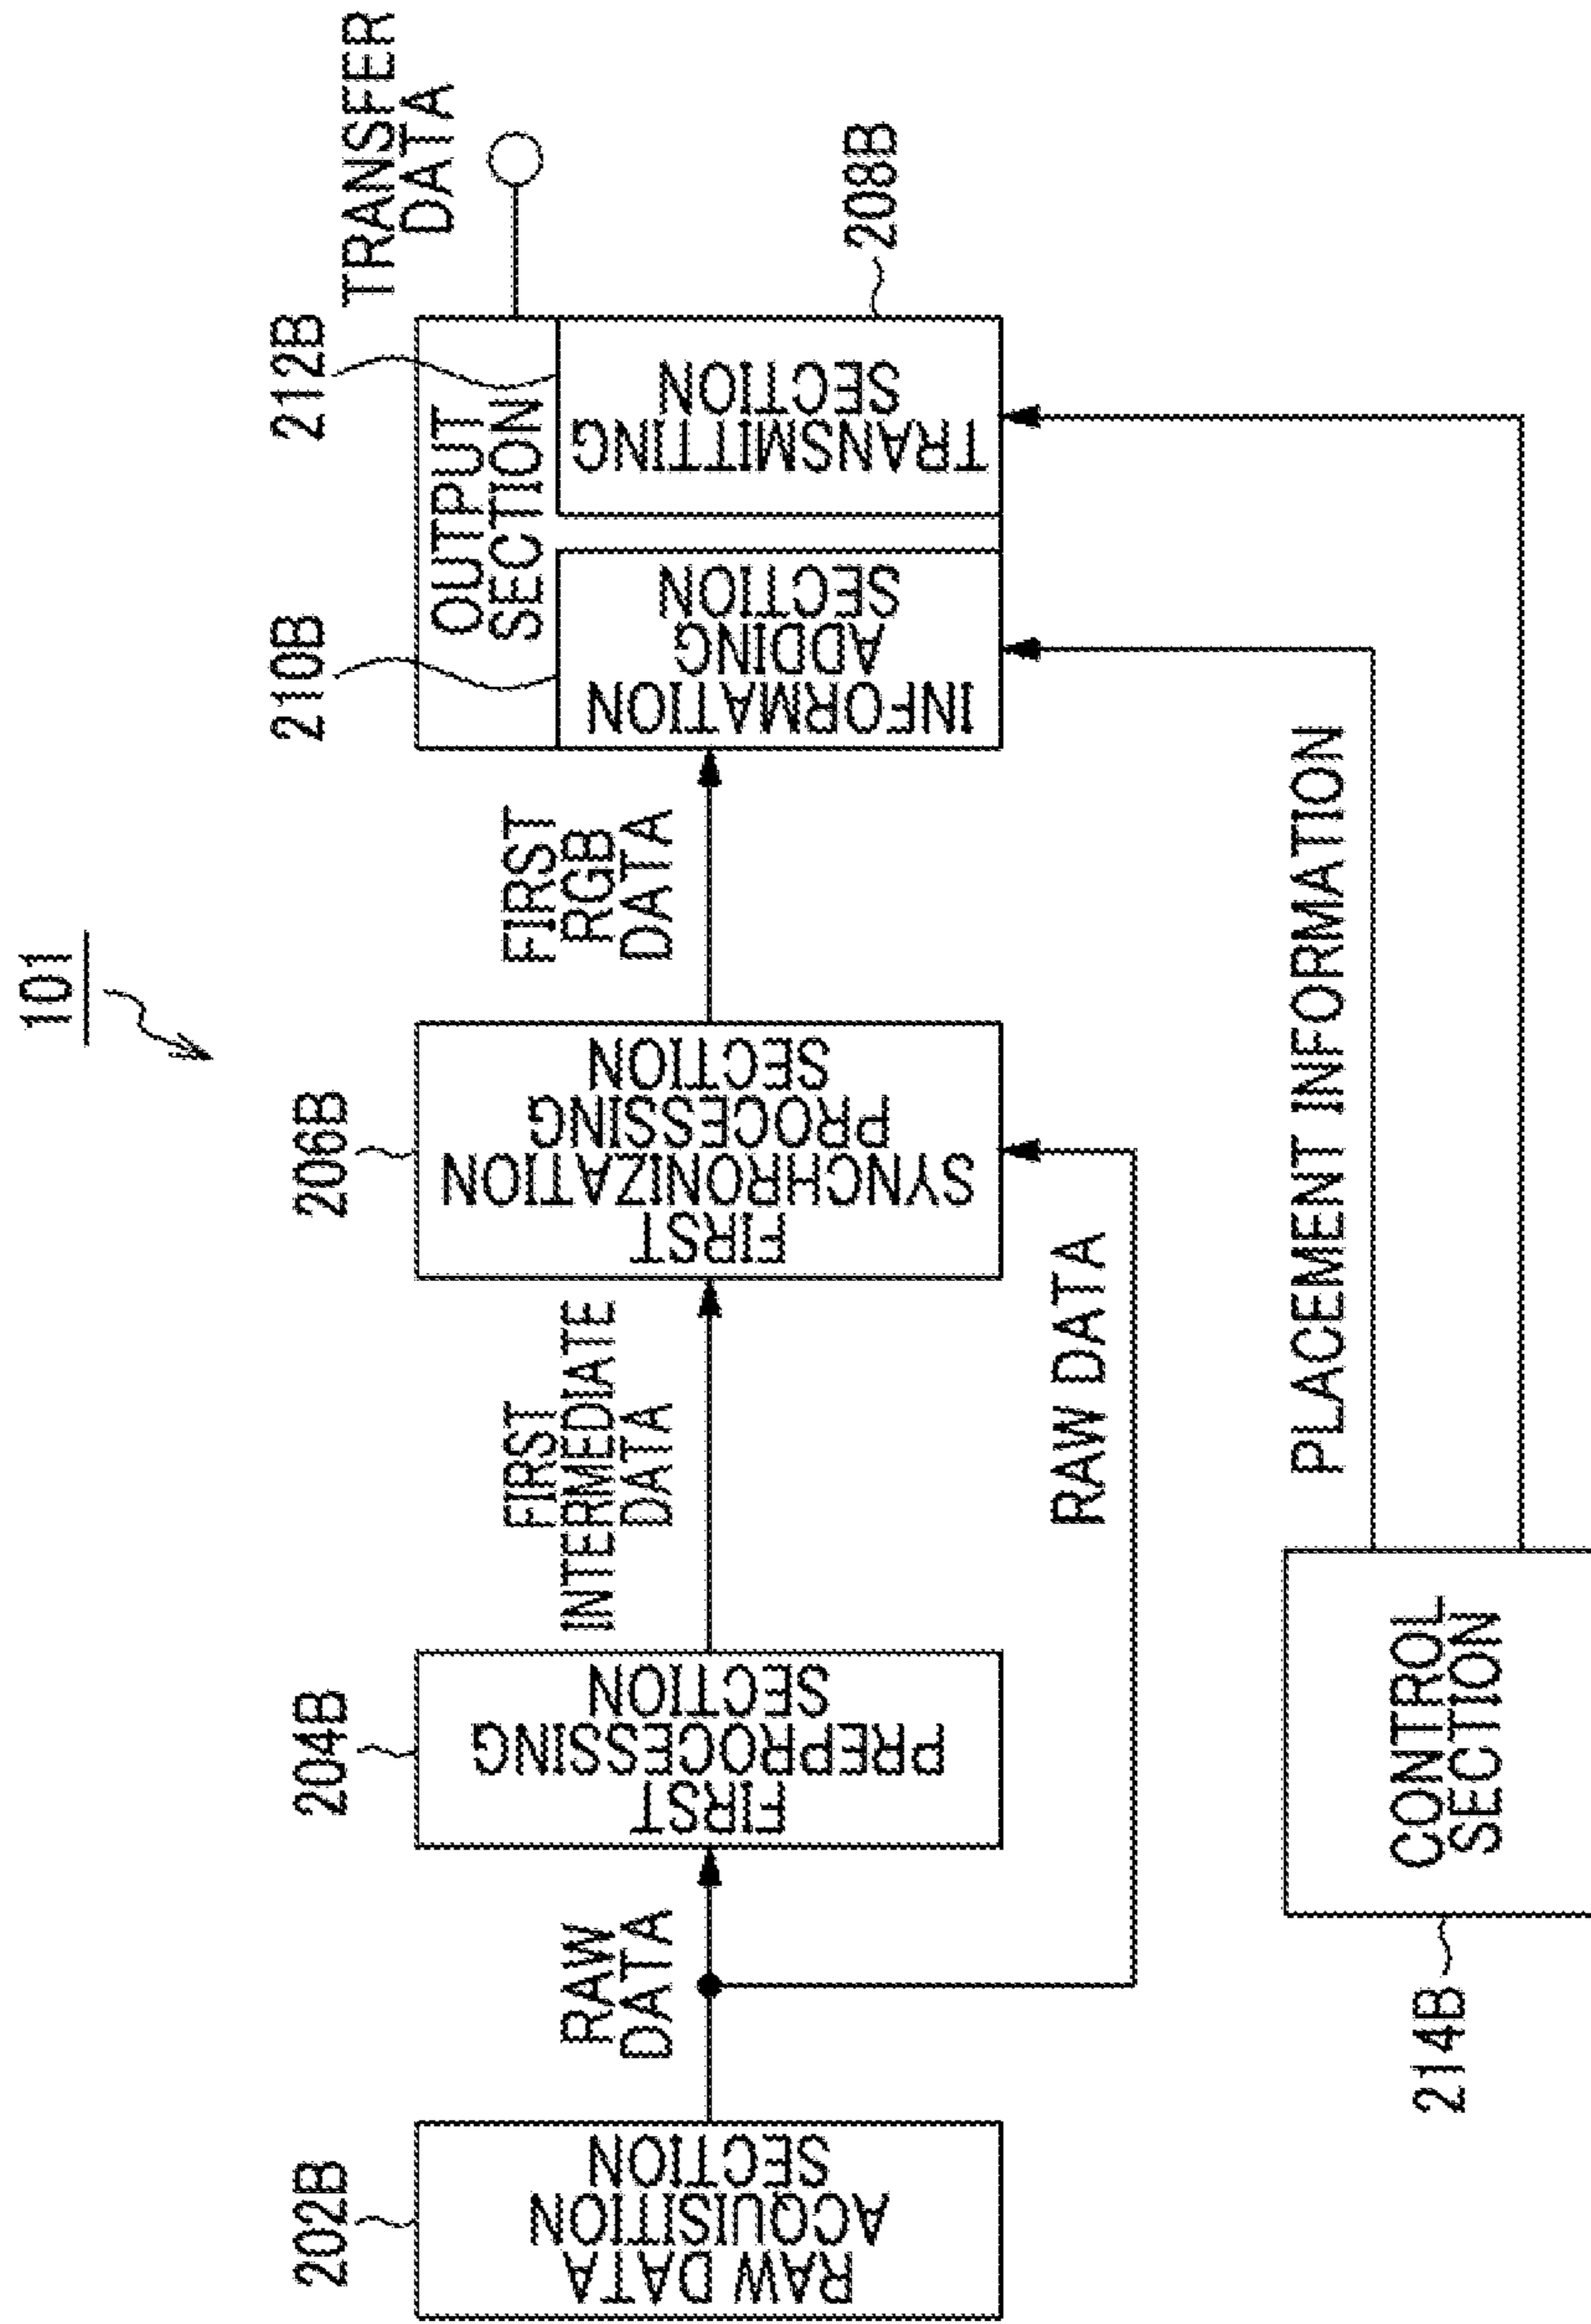 101
202B
RAW DATA
ACQUISITION
SECTION
RAW
DATA
204B
FIRST
PREPROCESSING
SECTION
FIRST
INTERMEDIATE
DATA
206B
FIRST
SYNCHRONIZATION
PROCESSING
SECTION
RAW DATA
FIRST
RGB
DATA
210B
212B
OUTPUT
SECTION
INFORMATION
ADDING
SECTION
TRANSMITTING
SECTION
208B
TRANSFER
DATA
PLACEMENT INFORMATION
CONTROL
SECTION
214B